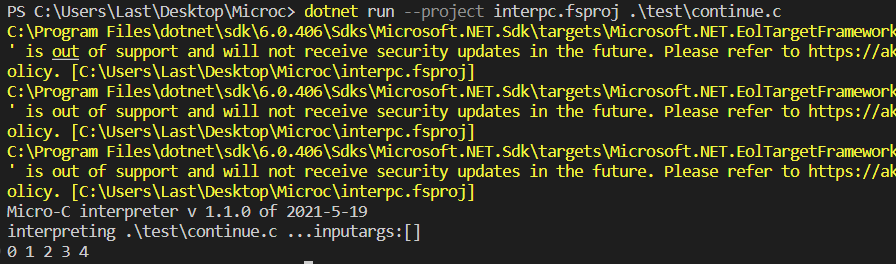 PS C:\Users\Last\Desktop\Microc> dotnet run --project interpc.fsproj .\test\continue.c
C:\Program Files\dotnet\sdk\6.0.406\Sdks\Microsoft.NET.Sdk\targets\Microsoft.NET.EolTargetFramework
' is out of support and will not receive security updates in the future. Please refer to https://ak
olicy. [C:\Users\Last\Desktop\Microc\interpc.fsproj]
C:\Program Files\dotnet\sdk\6.0.406\Sdks\Microsoft.NET.Sdk\targets\Microsoft.NET.EolTargetFramework
' is out of support and will not receive security updates in the future. Please refer to https://ak
olicy. [C:\Users\Last\Desktop\Microc\interpc.fsproj]
C:\Program Files\dotnet\sdk\6.0.406\Sdks\Microsoft.NET.Sdk\targets\Microsoft.NET.EolTargetFramework
' is out of support and will not receive security updates in the future. Please refer to https://ak
olicy. [C:\Users\Last\Desktop\Microc\interpc.fsproj]
Micro-C interpreter v 1.1.0 of 2021-5-19
interpreting .\test\continue.c ...inputargs:[]
0 1 2 3 4